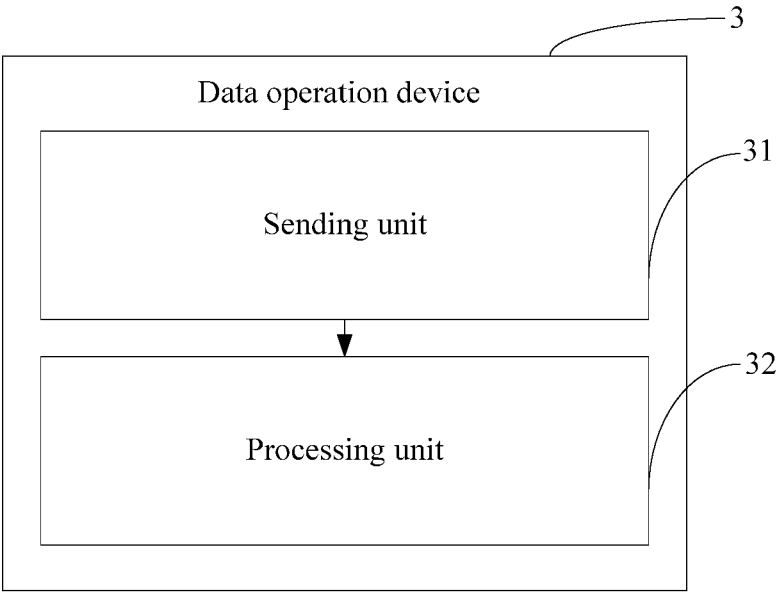 3
Data operation device
31
Sending unit
32
Processing unit